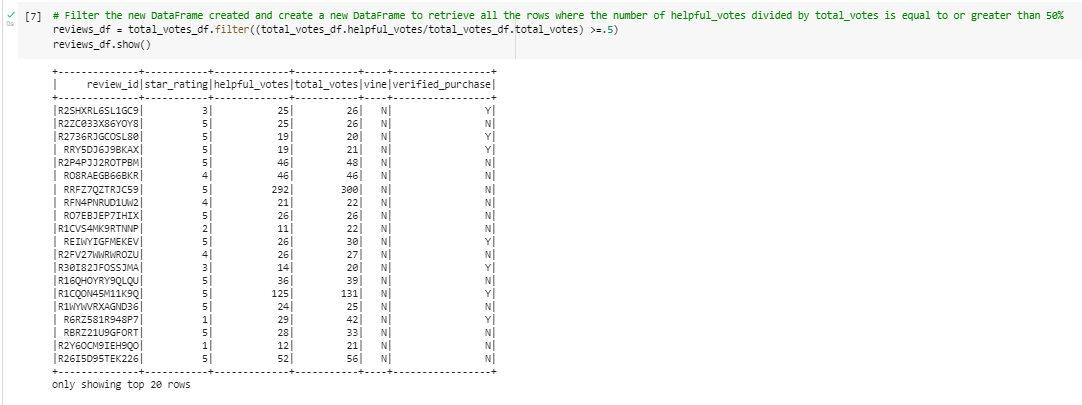 [7] # Filter the new DataFrame created and create a new DataFrame to retrieve all the rows where the number of helpful_votes divided by total_votes is equal to or greater than 50%
reviews_df = total_votes_df.filter((total_votes_df.helpful_votes/total_votes_df.total_votes) >=.5)
reviews_df.show()
0s
+--------------+-----------+-------------+-----------+----+-----------------+
|     review_id|star_rating|helpful_votes|total_votes|vine|verified_purchase|
+--------------+-----------+-------------+-----------+----+-----------------+
|R2SHXRL6SL1GC9|          3|           25|         26|   N|                Y|
|R2ZC033X86YOY8|          5|           25|         26|   N|                N|
|R2736RJGCOSL80|          5|           19|         20|   N|                Y|
| RRY5DJ6J9BKAX|          5|           19|         21|   N|                Y|
|R2P4PJJ2ROTPBM|          5|           46|         48|   N|                N|
| RO8RAEGB66BKR|          4|           46|         46|   N|                N|
| RRFZ7QZTRJC59|          5|          292|        300|   N|                N|
| RFN4PNRUD1UW2|          4|           21|         22|   N|                N|
| RO7EBJEP7IHIX|          5|           26|         26|   N|                N|
|R1CVS4MK9RTNNP|          2|           11|         22|   N|                N|
| REIWYIGFMEKEV|          5|           26|         30|   N|                Y|
|R2FV27WWRWROZU|          4|           26|         27|   N|                N|
|R30I82JFOSSJMA|          3|           14|         20|   N|                Y|
|R16QHOYRY9QLQU|          5|           36|         39|   N|                N|
|R1CQON45M11K9Q|          5|          125|        131|   N|                Y|
|R1WYWVRXAGND36|          5|           24|         25|   N|                N|
| R6RZ581R948P7|          1|           29|         42|   N|                Y|
| RBRZ21U9GFORT|          5|           28|         33|   N|                N|
|R2Y6OCM9IEH9QO|          1|           12|         21|   N|                N|
|R26I5D95TEK226|          5|           52|         56|   N|                N|
+--------------+-----------+-------------+-----------+----+-----------------+
only showing top 20 rows